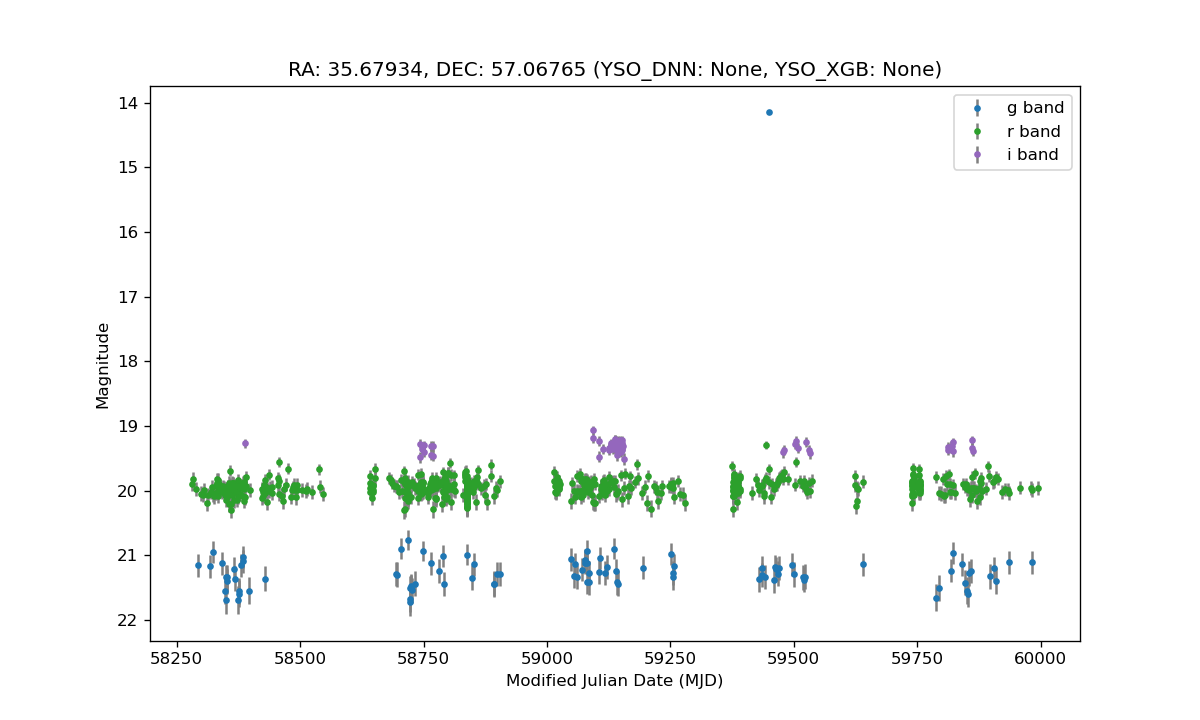 RA: 35.67934, DEC: 57.06765 (YSO_DNN: None, YSO_XGB: None)
g band
r band
i band
14
15
16
17
18
19
20
21
22
Magnitude
58250
58500
58750
59000
59250
59500
59750
60000
Modified Julian Date (MJD)